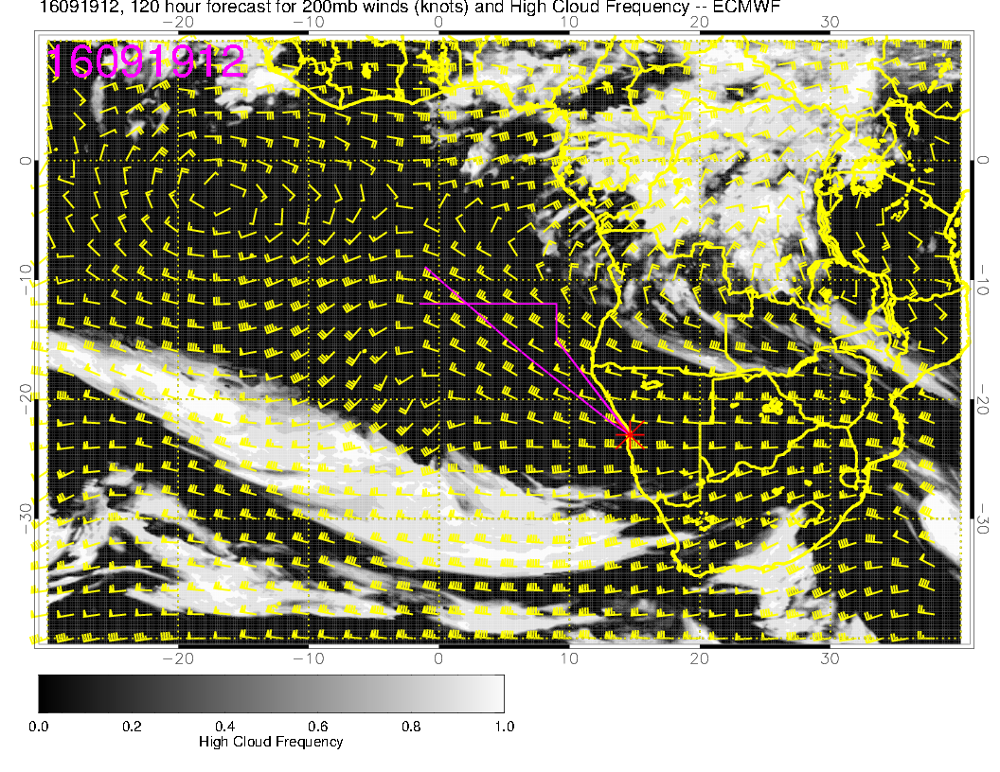 16091912, 120 hour forecast for 200mb winds (knots) and High Cloud Frequency -- ECMWF
−20 −10 0 10 20 30
16091912
0 0
−10 −10
−20 −20
−30 −30
−20 −10 0 10 20 30
0.0 0.2 0.4 0.6 0.8 1.0
High Cloud Frequency